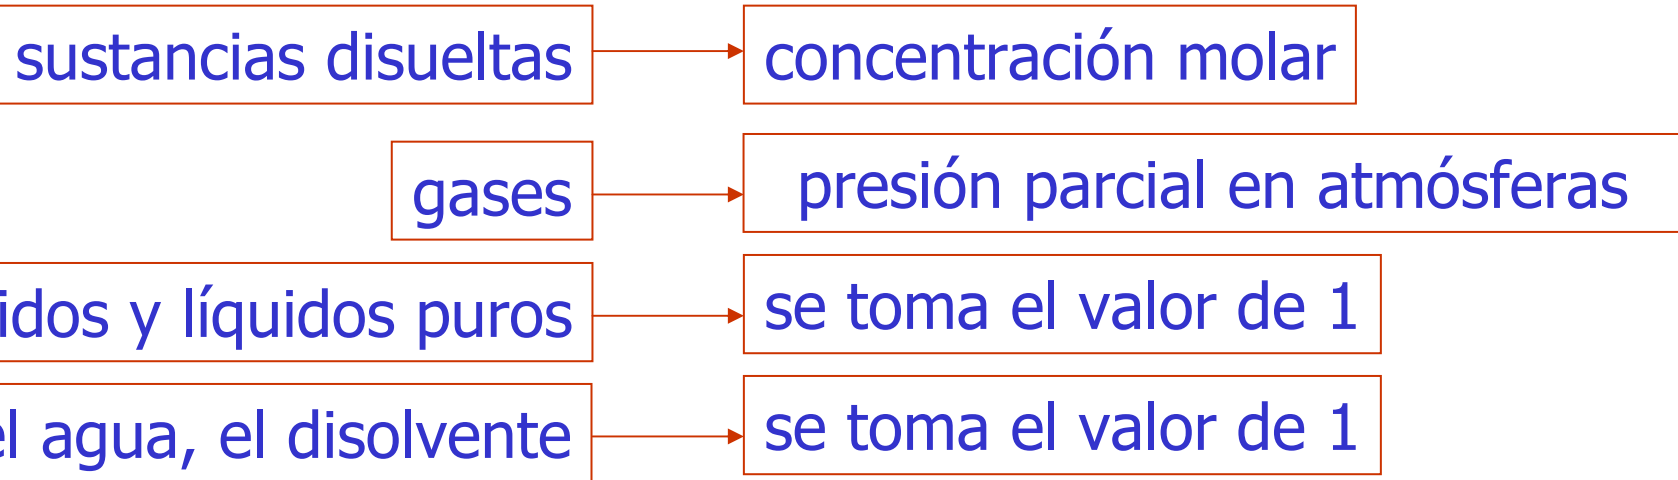 sustancias disueltas
concentración molar
gases
presión parcial en atmósferas
y líquidos puros
se toma el valor de 1
agua, el disolvente
se toma el valor de 1